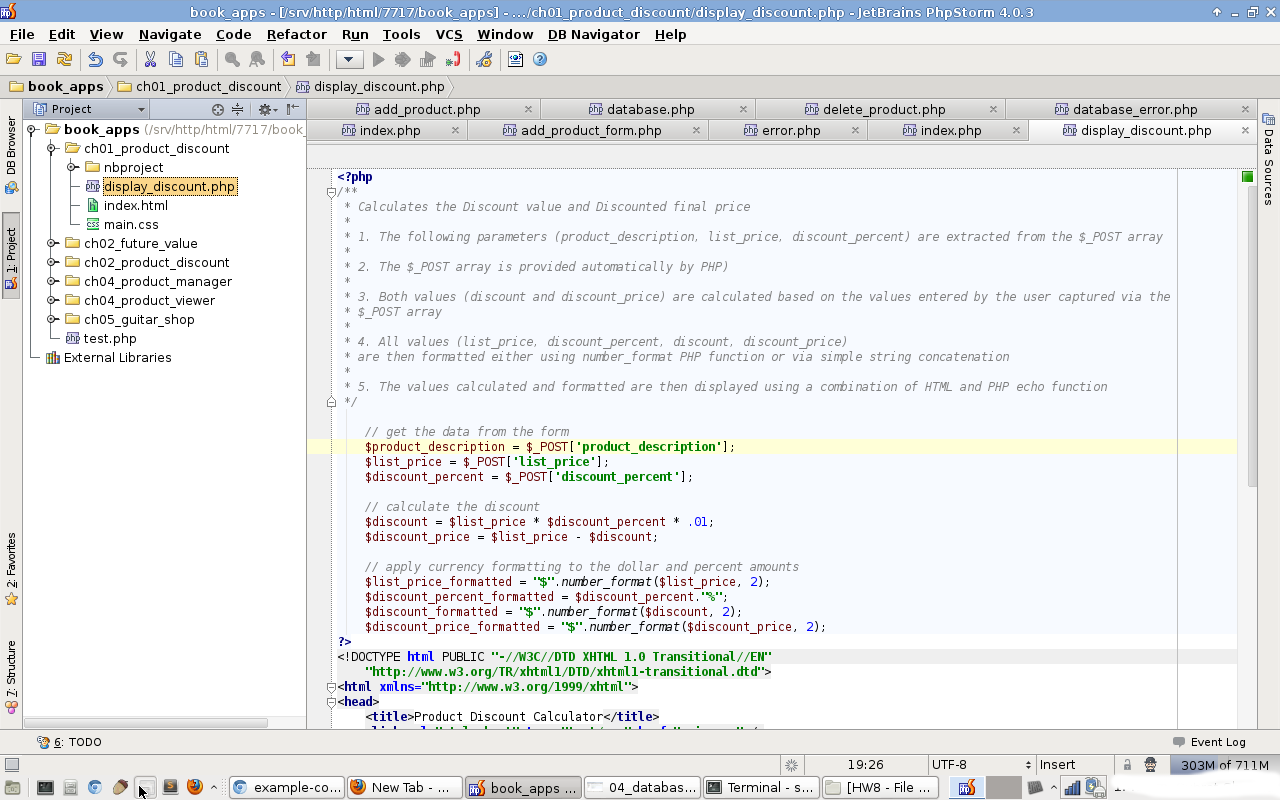 book_apps - [/srv/http/html/7717/book_apps] - .../ch01_product_discount/display_discount.php - JetBrains PhpStorm 4.0.3
File Edit View Navigate Code Refactor Run Tools VCS Window DB Navigator Help
book_apps ch01_product_discount display_discount.php
Project
add_product.php database.php delete_product.php database_error.php
index.php add_product_form.php error.php index.php display_discount.php
DB Browser
1: Project
2: Favorites
7: Structure
book_apps (/srv/http/html/7717/book_
ch01_product_discount
nbproject
display_discount.php
index.html
main.css
ch02_future_value
ch02_product_discount
ch04_product_manager
ch04_product_viewer
ch05_guitar_shop
test.php
External Libraries
<?php
/**
* Calculates the Discount value and Discounted final price
*
* 1. The following parameters (product_description, list_price, discount_percent) are extracted from the $_POST array
*
* 2. The $_POST array is provided automatically by PHP)
*
* 3. Both values (discount and discount_price) are calculated based on the values entered by the user captured via the
* $_POST array
*
* 4. All values (list_price, discount_percent, discount, discount_price)
* are then formatted either using number_format PHP function or via simple string concatenation
*
* 5. The values calculated and formatted are then displayed using a combination of HTML and PHP echo function
*/
// get the data from the form
$product_description = $_POST['product_description'];
$list_price = $_POST['list_price'];
$discount_percent = $_POST['discount_percent'];
// calculate the discount
$discount = $list_price * $discount_percent * .01;
$discount_price = $list_price - $discount;
// apply currency formatting to the dollar and percent amounts
$list_price_formatted = "$".number_format($list_price, 2);
$discount_percent_formatted = $discount_percent."%";
$discount_formatted = "$".number_format($discount, 2);
$discount_price_formatted = "$".number_format($discount_price, 2);
?>
<!DOCTYPE html PUBLIC "-//W3C//DTD XHTML 1.0 Transitional//EN"
"http://www.w3.org/TR/xhtml1/DTD/xhtml1-transitional.dtd">
<html xmlns="http://www.w3.org/1999/xhtml">
<head>
<title>Product Discount Calculator</title>
Data Sources
6: TODO
Event Log
19:26 UTF-8 Insert 303M of 711M
example-co... New Tab - ... book_apps ... 04_databas... Terminal - s... [HW8 - File ...